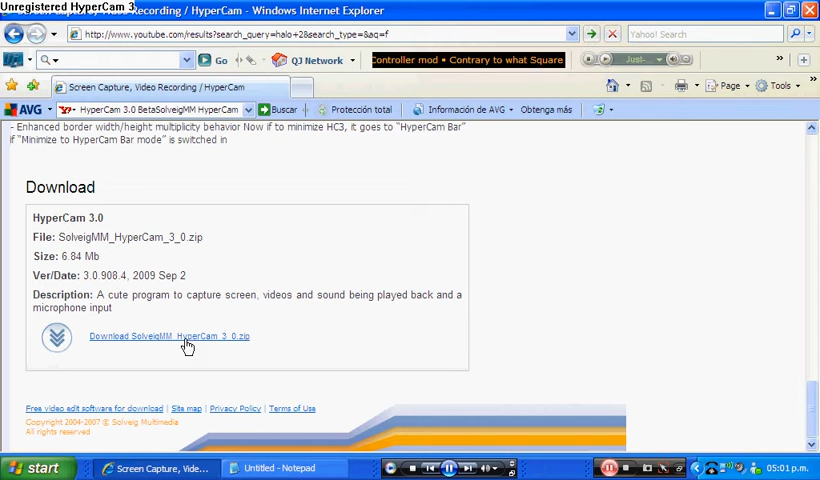 Unregistered HyperCam 3
Video Recording / HyperCam - Windows Internet Explorer
http://www.youtube.com/results?search_query=halo+2&search_type=&aq=f
Yahoo! Search
Go
QJ Network
Controller mod • Contrary to what Square
Just-
Screen Capture, Video Recording / HyperCam
Page
Tools
AVG
HyperCam 3.0 BetaSolveigMM HyperCam
Buscar
Protección total
Información de AVG
Obtenga más
- Enhanced border width/height multiplicity behavior Now if to minimize HC3, it goes to "HyperCam Bar"
if "Minimize to HyperCam Bar mode" is switched in
Download
HyperCam 3.0
File: SolveigMM_HyperCam_3_0.zip
Size: 6.84 Mb
Ver/Date: 3.0.908.4, 2009 Sep 2
Description: A cute program to capture screen, videos and sound being played back and a
microphone input
Download SolveigMM_HyperCam_3_0.zip
Free video edit software for download | Site map | Privacy Policy | Terms of Use
Copyright 2004-2007 © Solveig Multimedia
All rights reserved
start
Screen Capture, Video...
Untitled - Notepad
05:01 p.m.